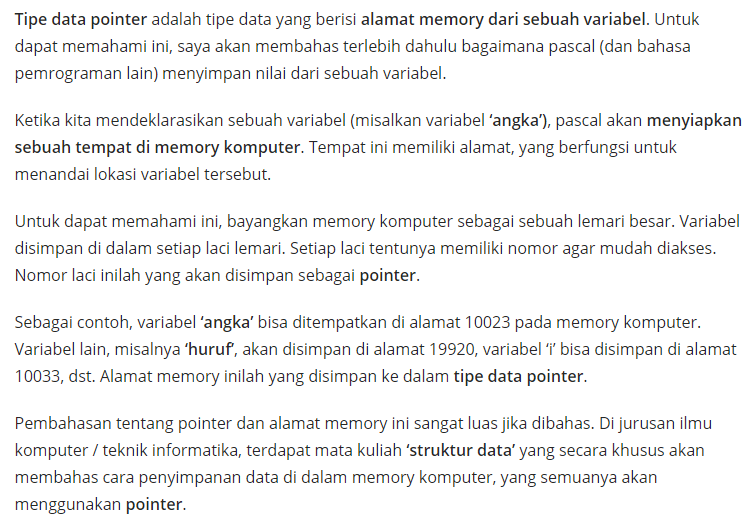 Tipe data pointer adalah tipe data yang berisi alamat memory dari sebuah variabel. Untuk
dapat memahami ini, saya akan membahas terlebih dahulu bagaimana pascal (dan bahasa
pemrograman lain) menyimpan nilai dari sebuah variabel.
Ketika kita mendeklarasikan sebuah variabel (misalkan variabel ‘angka’), pascal akan menyiapkan
sebuah tempat di memory komputer. Tempat ini memiliki alamat, yang berfungsi untuk
menandai lokasi variabel tersebut.
Untuk dapat memahami ini, bayangkan memory komputer sebagai sebuah lemari besar. Variabel
disimpan di dalam setiap laci lemari. Setiap laci tentunya memiliki nomor agar mudah diakses.
Nomor laci inilah yang akan disimpan sebagai pointer.
Sebagai contoh, variabel ‘angka’ bisa ditempatkan di alamat 10023 pada memory komputer.
Variabel lain, misalnya ‘huruf’, akan disimpan di alamat 19920, variabel ‘i’ bisa disimpan di alamat
10033, dst. Alamat memory inilah yang disimpan ke dalam tipe data pointer.
Pembahasan tentang pointer dan alamat memory ini sangat luas jika dibahas. Di jurusan ilmu
komputer / teknik informatika, terdapat mata kuliah ‘struktur data’ yang secara khusus akan
membahas cara penyimpanan data di dalam memory komputer, yang semuanya akan
menggunakan pointer.